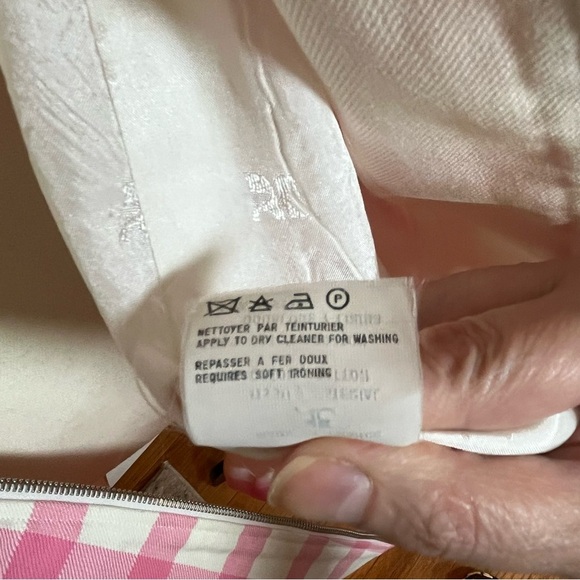 P
NETTOYER PAR TEINTURIER
APPLY TO DRY CLEANER FOR WASHING
REPASSER A FER DOUX
REQUIRES SOFT IRONING